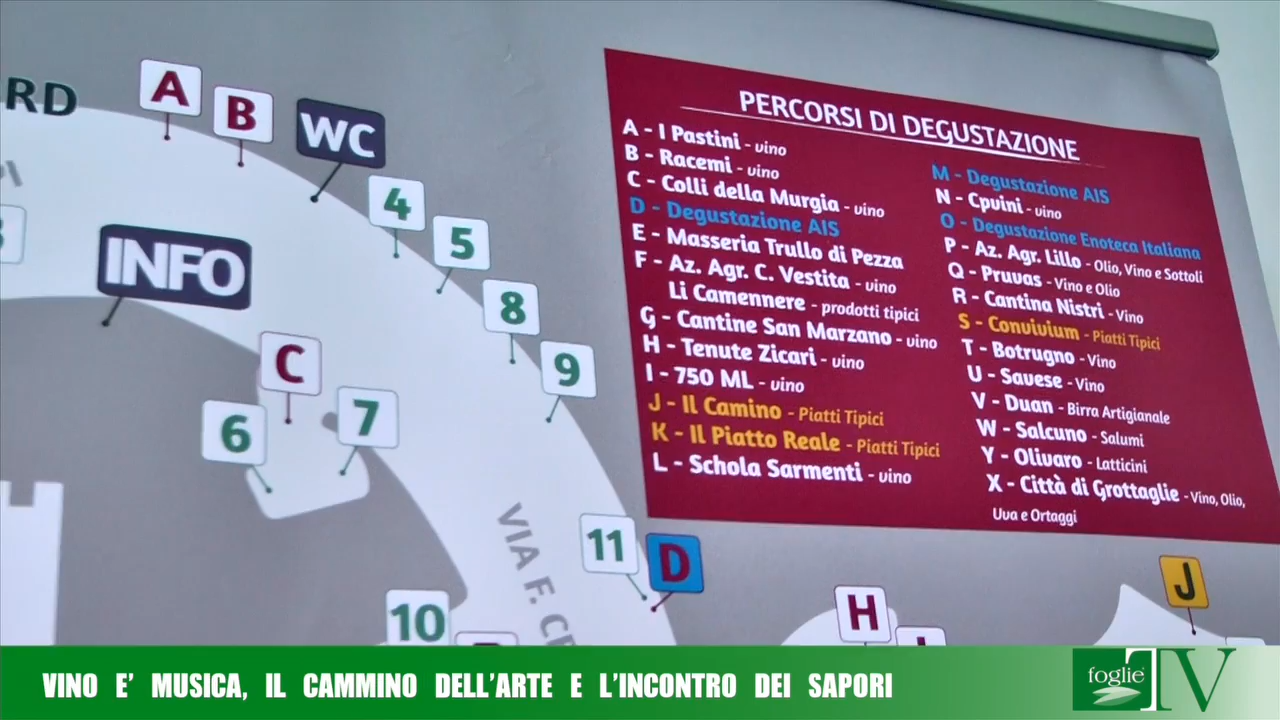 RD
A
B
WC
4
5
INFO
8
9
C
6
7
VIA F.
11
D
10
H
J
PERCORSI DI DEGUSTAZIONE
A - I Pastini - vino
B - Racemi - vino
C - Colli della Murgia - vino
D - Degustazione AIS
E - Masseria Trullo di Pezza
F - Az. Agr. C. Vestita - vino
Li Camennere - prodotti tipici
G - Cantine San Marzano - vino
H - Tenute Zicari - vino
I - 750 ML - vino
J - Il Camino - Piatti Tipici
K - Il Piatto Reale - Piatti Tipici
L - Schola Sarmenti - vino
M - Degustazione AIS
N - Cpvini - vino
O - Degustazione Enoteca Italiana
P - Az. Agr. Lillo - Olio, Vino e Sottoli
Q - Pruvas - Vino e Olio
R - Cantina Nistri - Vino
S - Convivium - Piatti Tipici
T - Botrugno - Vino
U - Savese - Vino
V - Duan - Birra Artigianale
W - Salcuno - Salumi
Y - Olivaro - Latticini
X - Città di Grottaglie - Vino, Olio,
Uva e Ortaggi
VINO E' MUSICA, IL CAMMINO DELL'ARTE E L'INCONTRO DEI SAPORI
foglie TV